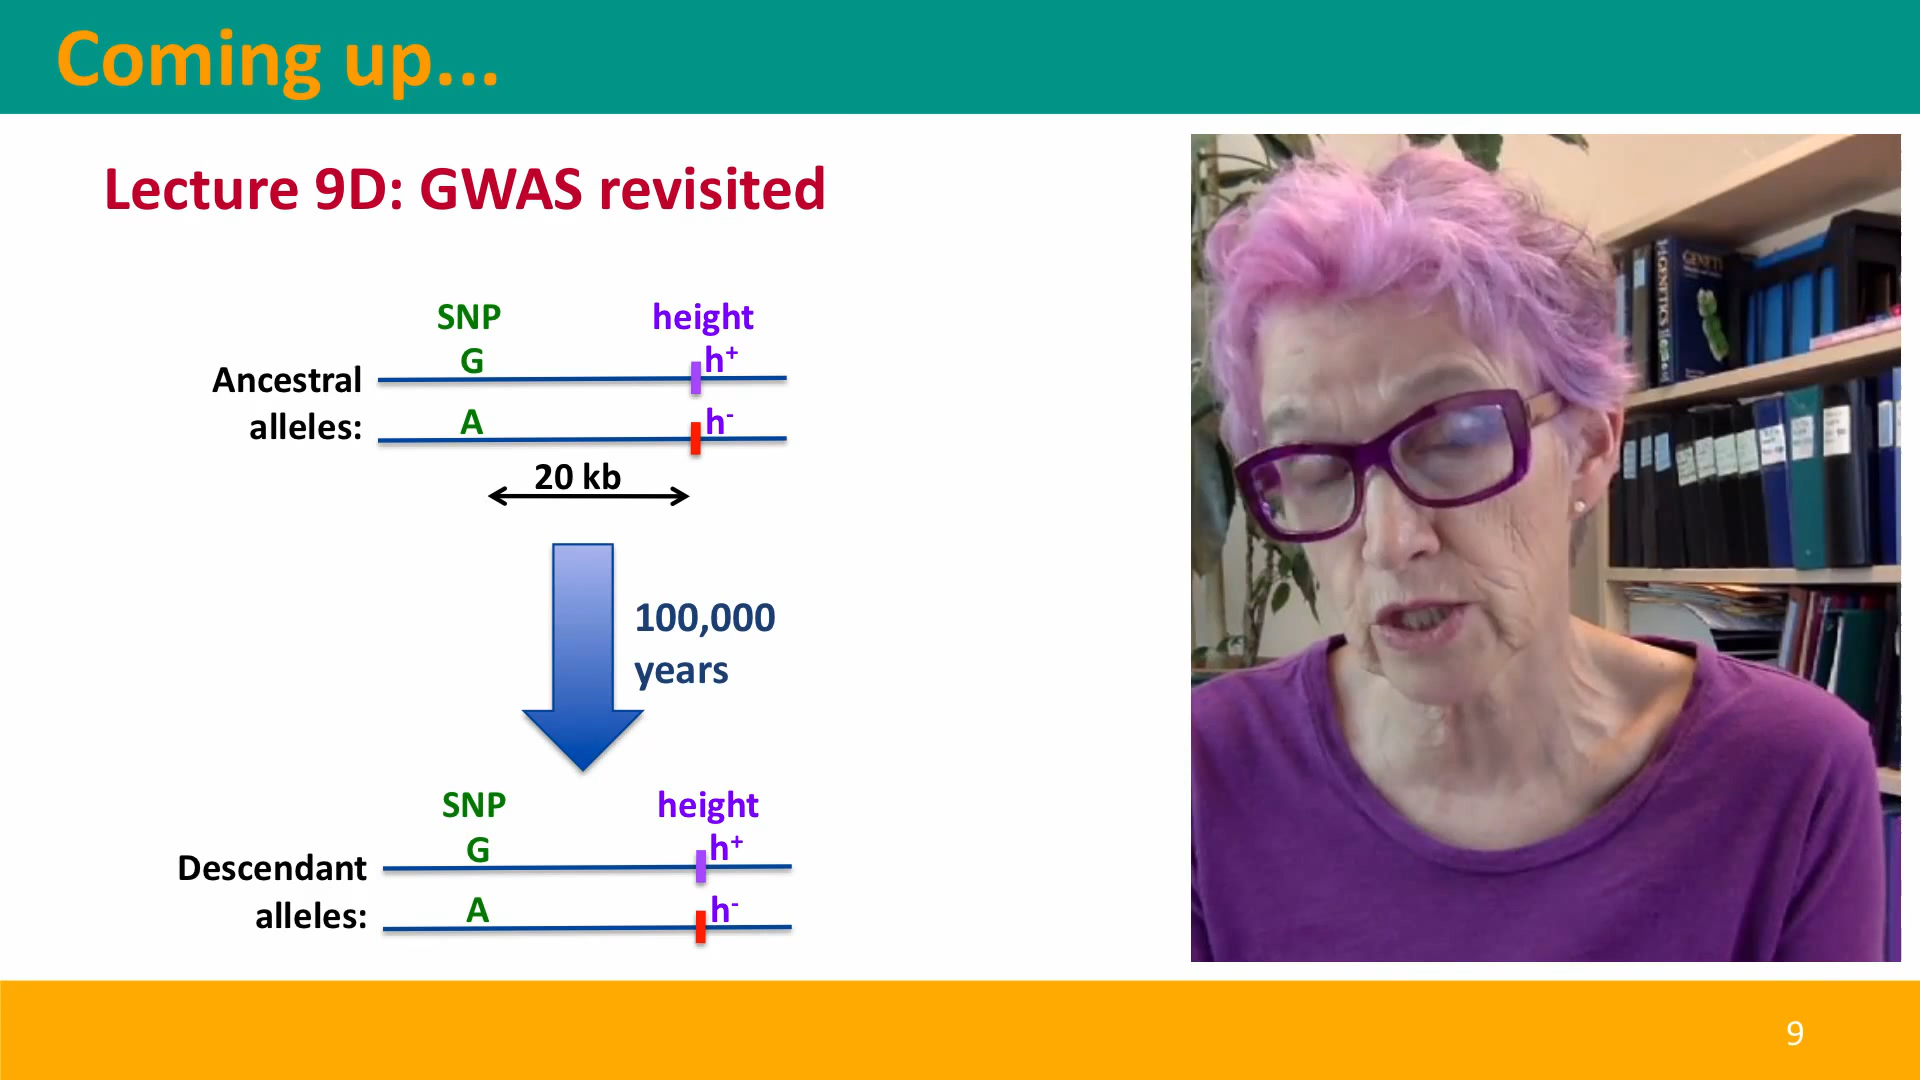 Coming up...
Lecture 9D: GWAS revisited
SNP height
G h⁺
Ancestral
alleles:
A h⁻
20 kb
100,000
years
SNP height
G h⁺
Descendant
alleles:
A h⁻
GENETICS
9